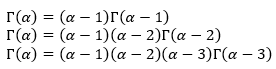 Γ(α) = (α − 1)Γ(α − 1)
Γ(α) = (α − 1)(α − 2)Γ(α − 2)
Γ(α) = (α − 1)(α − 2)(α − 3)Γ(α − 3)